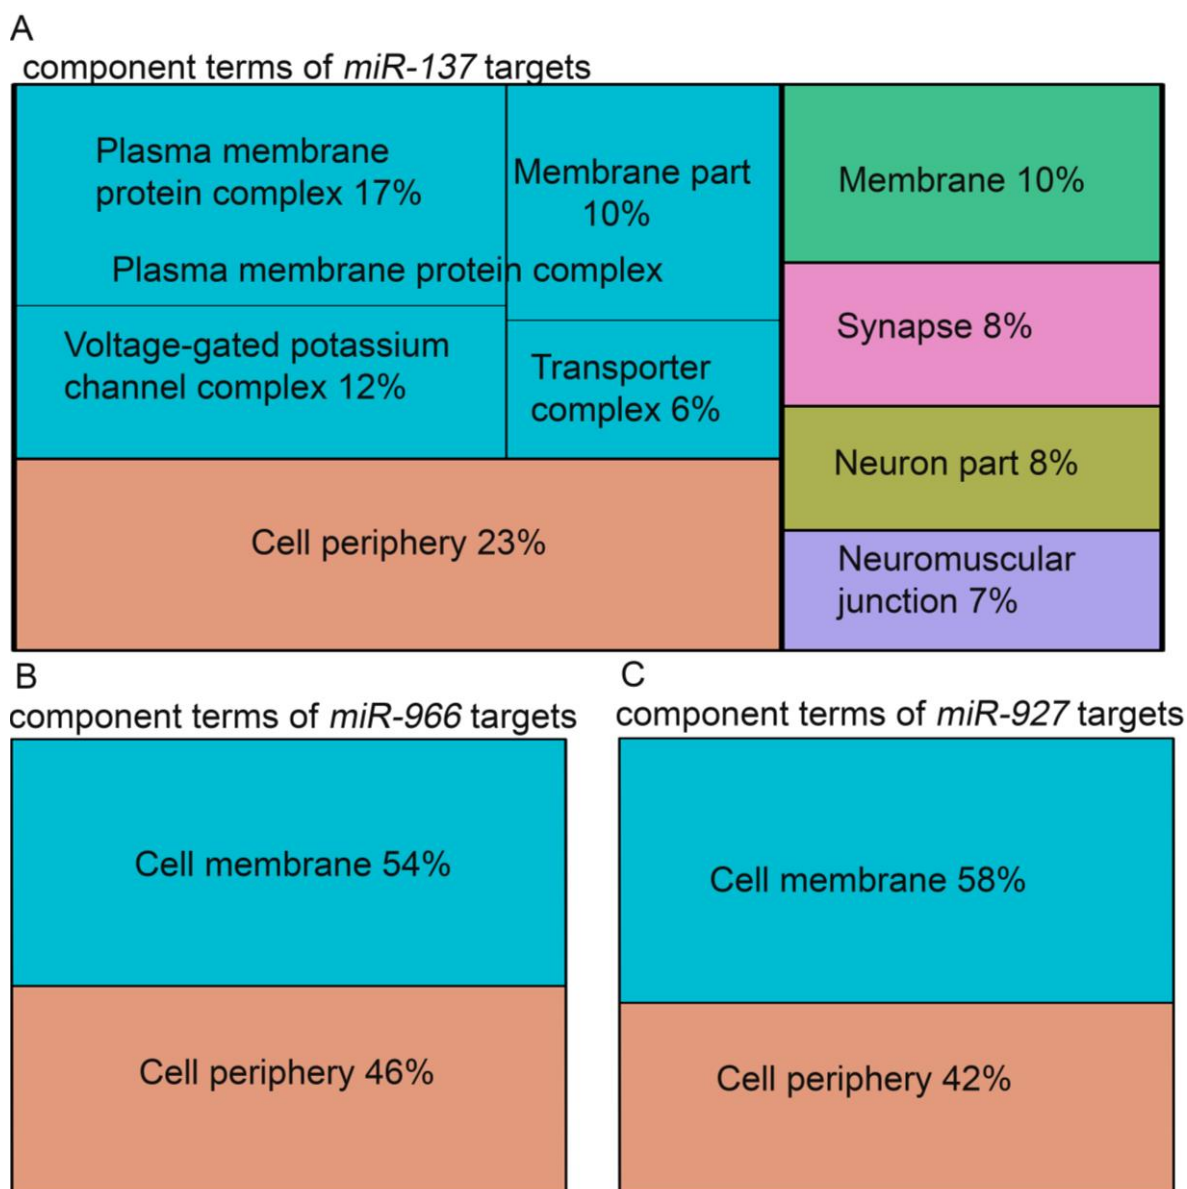 A
component terms of miR-137 targets
Plasma membrane
protein complex 17%
Membrane part
10%
Plasma membrane protein complex
Voltage-gated potassium
channel complex 12%
Transporter
complex 6%
Cell periphery 23%
Membrane 10%
Synapse 8%
Neuron part 8%
Neuromuscular
junction 7%
B
component terms of miR-966 targets
Cell membrane 54%
Cell periphery 46%
C
component terms of miR-927 targets
Cell membrane 58%
Cell periphery 42%